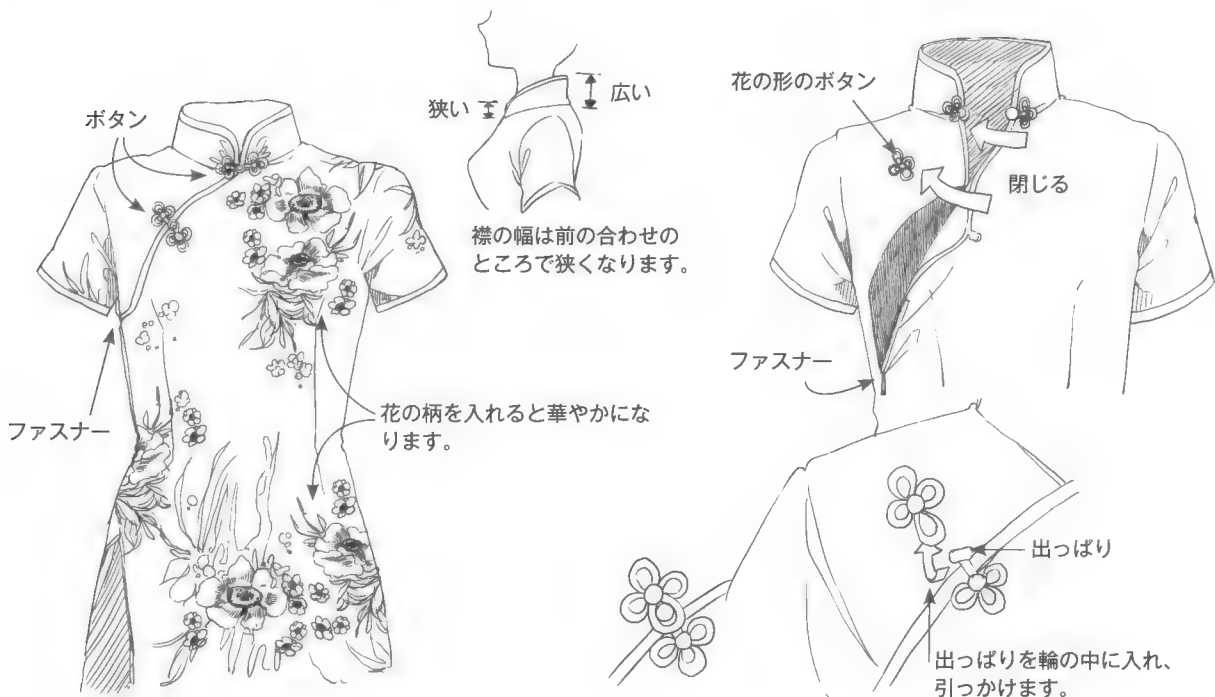 ボタン
狭い
広い
襟の幅は前の合わせの
ところで狭くなります。
ファスナー
花の柄を入れると華やかにな
ります。
花の形のボタン
閉じる
ファスナー
出っぱり
出っぱりを輪の中に入れ、
引っかけます。